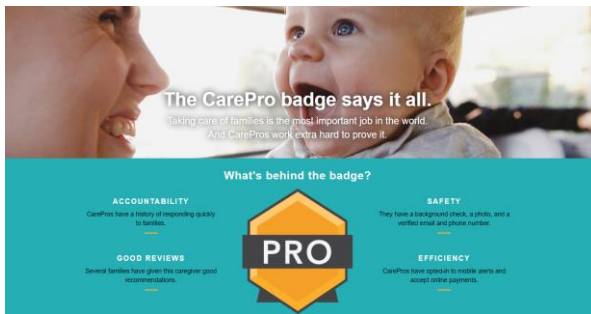 The CarePro badge says it all.
Taking care of families is the most important job in the world.
And CarePros work extra hard to prove it.
What's behind the badge?
ACCOUNTABILITY
CarePros have a history of responding quickly
to families.
GOOD REVIEWS
Several families have given this caregiver good
recommendations.
PRO
SAFETY
They have a background check, a photo, and a
verified email and phone number.
EFFICIENCY
CarePros have opted-in to mobile alerts and
accept online payments.